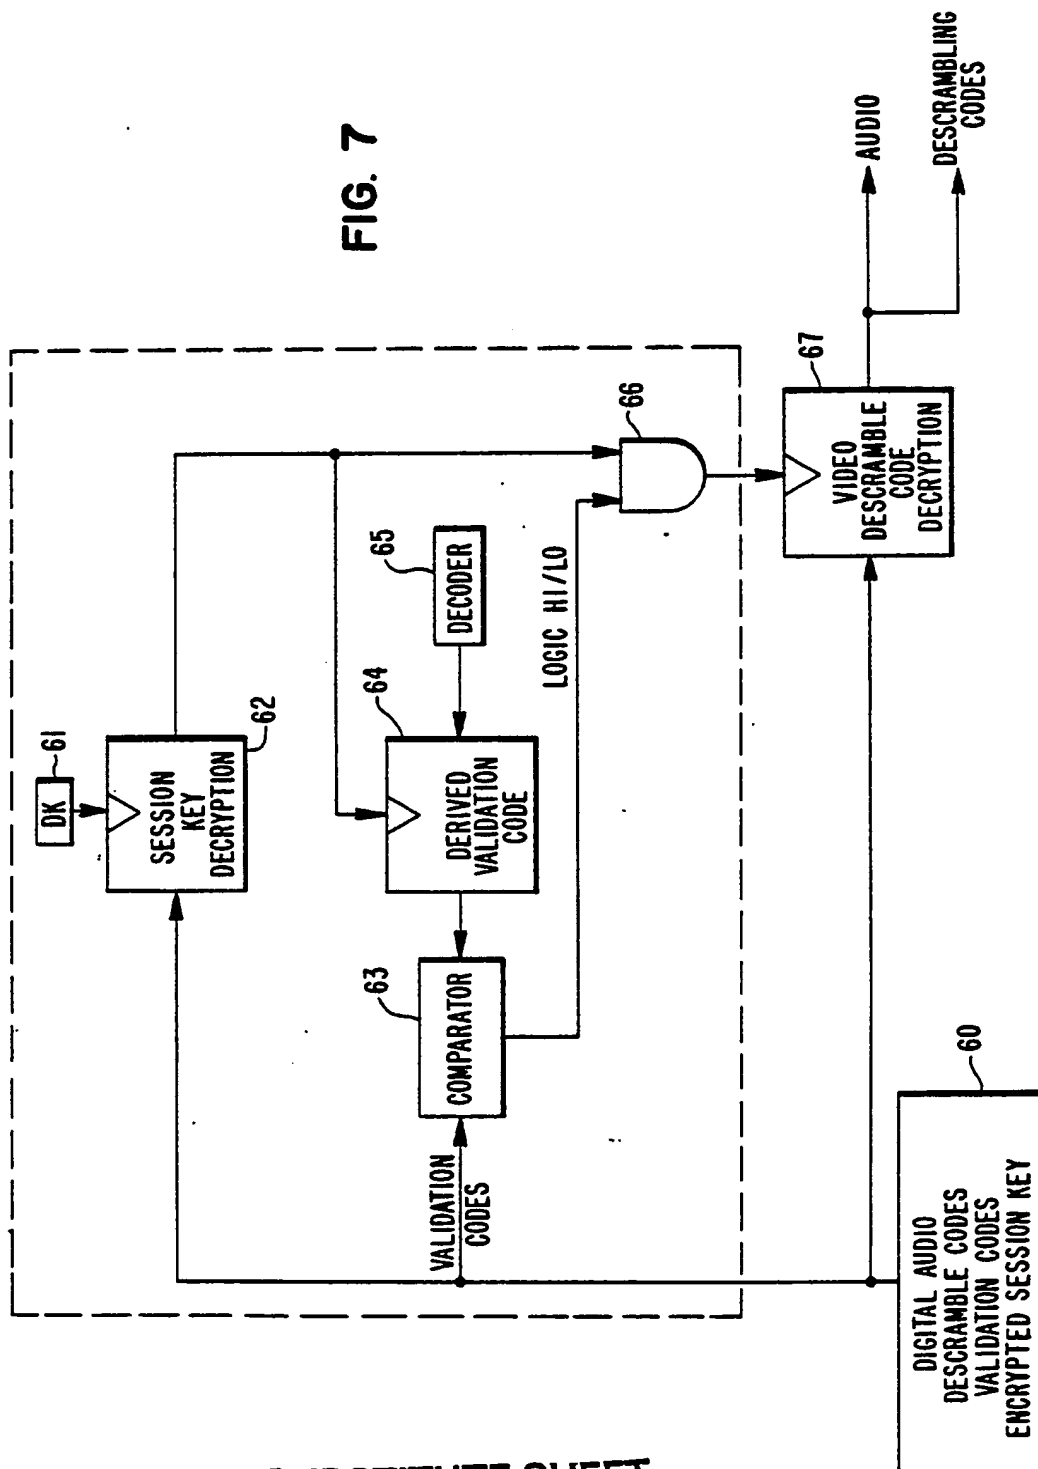 FIG. 7
DK
61
SESSION
KEY
DECRYPTION
62
VALIDATION
CODES
COMPARATOR
63
DERIVED
VALIDATION
CODE
64
DECODER
65
LOGIC HI/LO
66
VIDEO
DESCRAMBLE
CODE
DECRYPTION
67
AUDIO
DESCRAMBLING
CODES
DIGITAL AUDIO
DESCRAMBLE CODES
VALIDATION CODES
ENCRYPTED SESSION KEY
60
SHEET